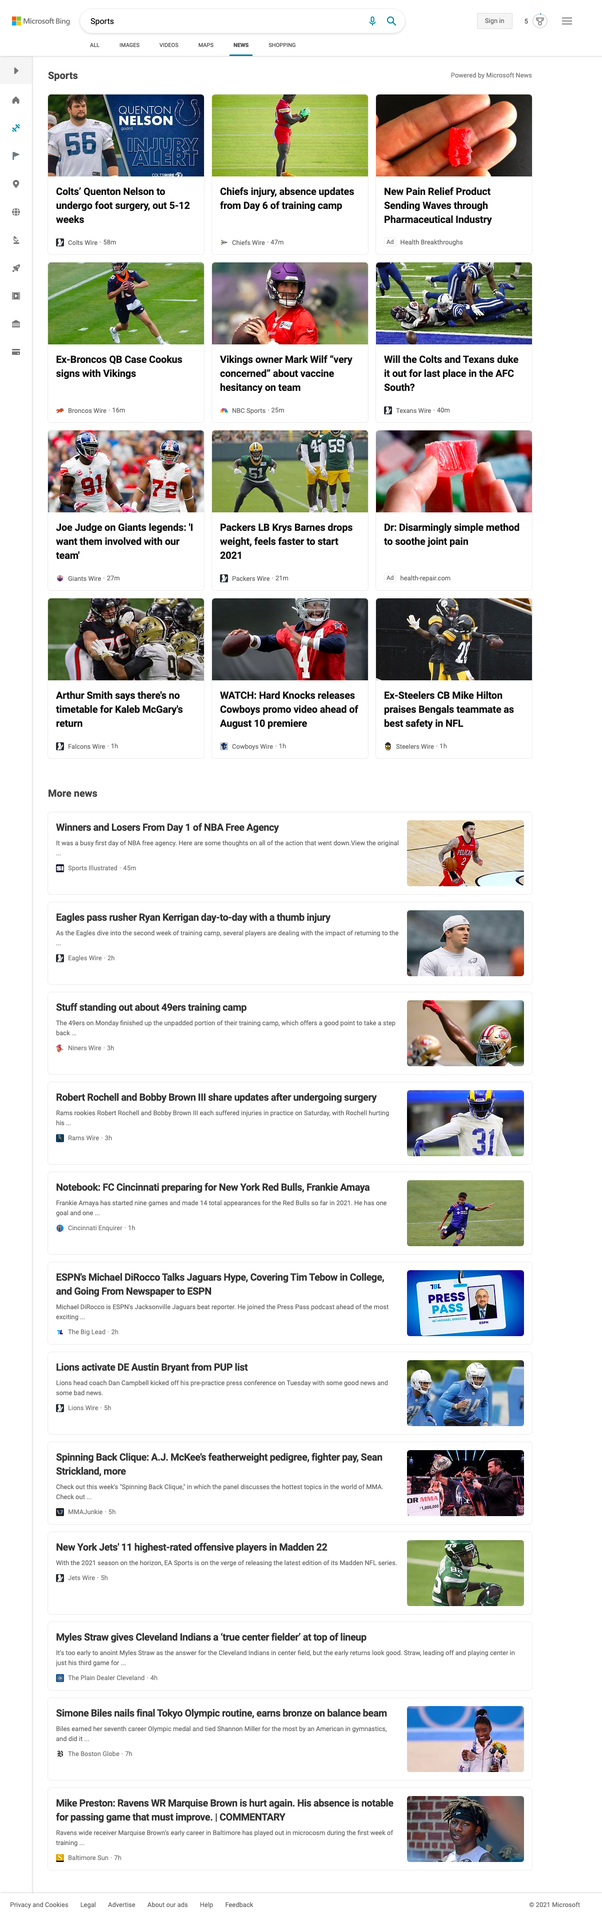 Microsoft Bing
Sports
Sign in
5
ALL
IMAGES
VIDEOS
MAPS
NEWS
SHOPPING
Sports
Powered by Microsoft News
56
QUENTON
NELSON
guard
INJURY
ALERT
Colts' Quenton Nelson to
undergo foot surgery, out 5-12
weeks
Colts Wire · 58m
Chiefs injury, absence updates
from Day 6 of training camp
Chiefs Wire · 47m
New Pain Relief Product
Sending Waves through
Pharmaceutical Industry
Ad Health Breakthroughs
Ex-Broncos QB Case Cookus
signs with Vikings
Broncos Wire · 16m
Vikings owner Mark Wilf "very
concerned" about vaccine
hesitancy on team
NBC Sports · 25m
Will the Colts and Texans duke
it out for last place in the AFC
South?
Texans Wire · 40m
91
72
Joe Judge on Giants legends: 'I
want them involved with our
team'
Giants Wire · 27m
51
59
Packers LB Krys Barnes drops
weight, feels faster to start
2021
Packers Wire · 21m
Dr: Disarmingly simple method
to soothe joint pain
Ad health-repair.com
Arthur Smith says there's no
timetable for Kaleb McGary's
return
Falcons Wire · 1h
4
WATCH: Hard Knocks releases
Cowboys promo video ahead of
August 10 premiere
Cowboys Wire · 1h
Ex-Steelers CB Mike Hilton
praises Bengals teammate as
best safety in NFL
Steelers Wire · 1h
More news
Winners and Losers From Day 1 of NBA Free Agency
It was a busy first day of NBA free agency. Here are some thoughts on all of the action that went down.View the original
...
Sports Illustrated · 45m
Eagles pass rusher Ryan Kerrigan day-to-day with a thumb injury
As the Eagles dive into the second week of training camp, several players are dealing with the impact of returning to the
...
Eagles Wire · 2h
Stuff standing out about 49ers training camp
The 49ers on Monday finished up the unpadded portion of their training camp, which offers a good point to take a step
back ...
Niners Wire · 3h
Robert Rochell and Bobby Brown III share updates after undergoing surgery
Rams rookies Robert Rochell and Bobby Brown III each suffered injuries in practice on Saturday, with Rochell hurting
his ...
Rams Wire · 3h
31
Notebook: FC Cincinnati preparing for New York Red Bulls, Frankie Amaya
Frankie Amaya has started nine games and made 14 total appearances for the Red Bulls so far in 2021. He has one
goal and one ...
Cincinnati Enquirer · 1h
ESPN's Michael DiRocco Talks Jaguars Hype, Covering Tim Tebow in College,
and Going From Newspaper to ESPN
Michael DiRocco is ESPN's Jacksonville Jaguars beat reporter. He joined the Press Pass podcast ahead of the most
exciting ...
The Big Lead · 2h
PRESS
PASS
ESPN
Lions activate DE Austin Bryant from PUP list
Lions head coach Dan Campbell kicked off his pre-practice press conference on Tuesday with some good news and
some bad news.
Lions Wire · 5h
Spinning Back Clique: A.J. McKee's featherweight pedigree, fighter pay, Sean
Strickland, more
Check out this week's "Spinning Back Clique," in which the panel discusses the hottest topics in the world of MMA.
Check out ...
MMAJunkie · 5h
New York Jets' 11 highest-rated offensive players in Madden 22
With the 2021 season on the horizon, EA Sports is on the verge of releasing the latest edition of its Madden NFL series.
Jets Wire · 5h
Myles Straw gives Cleveland Indians a 'true center fielder' at top of lineup
It's too early to anoint Myles Straw as the answer for the Cleveland Indians in center field, but the early returns look good. Straw, leading off and playing center in
just his third game for ...
The Plain Dealer Cleveland · 4h
Simone Biles nails final Tokyo Olympic routine, earns bronze on balance beam
Biles earned her seventh career Olympic medal and tied Shannon Miller for the most by an American in gymnastics,
and did it ...
The Boston Globe · 7h
Mike Preston: Ravens WR Marquise Brown is hurt again. His absence is notable
for passing game that must improve. | COMMENTARY
Ravens wide receiver Marquise Brown's early career in Baltimore has played out in microcosm during the first week of
training ...
Baltimore Sun · 7h
Privacy and Cookies
Legal
Advertise
About our ads
Help
Feedback
© 2021 Microsoft